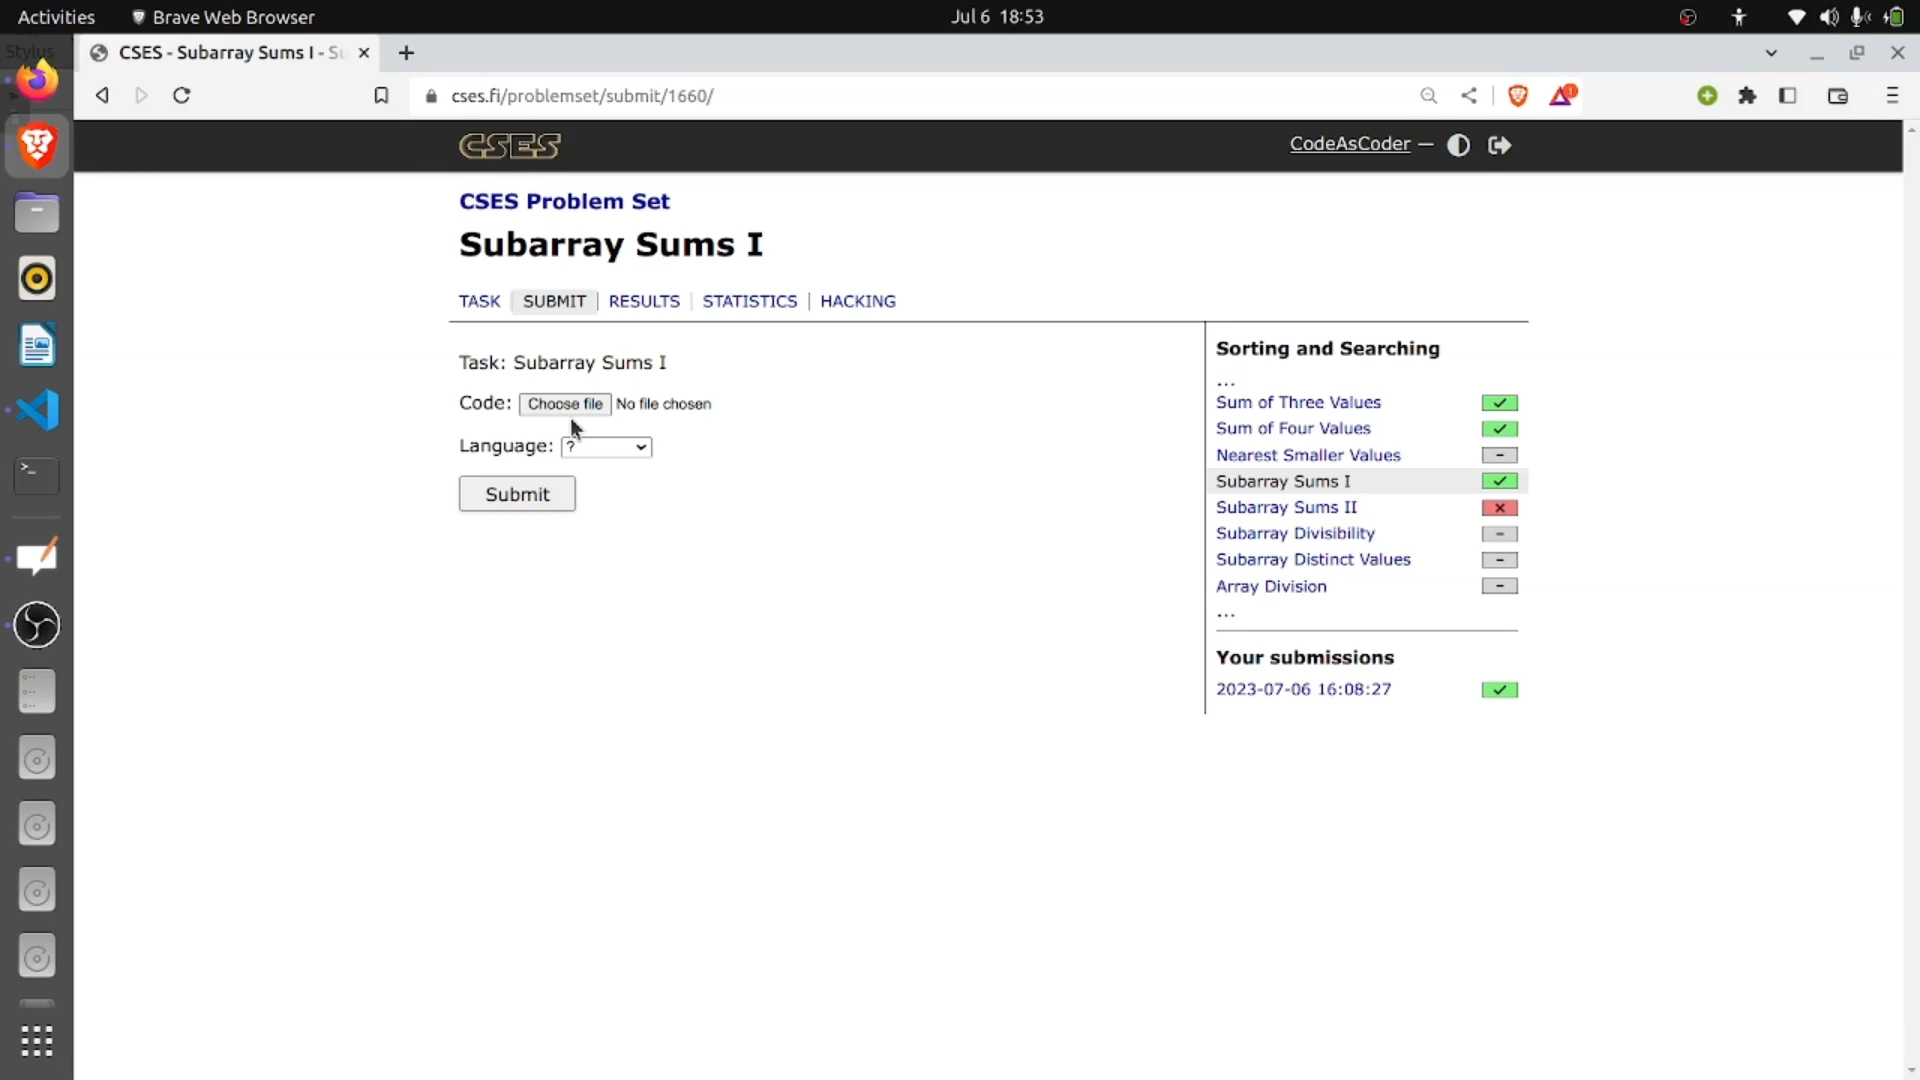 Activities
Brave Web Browser
Jul 6 18:53
Stylus
CSES - Subarray Sums I - Su
cses.fi/problemset/submit/1660/
1
CSES
CodeAsCoder —
CSES Problem Set
Subarray Sums I
TASK | SUBMIT | RESULTS | STATISTICS | HACKING
Task: Subarray Sums I
Code: Choose file No file chosen
Language: ?
Submit
Sorting and Searching
...
Sum of Three Values
Sum of Four Values
Nearest Smaller Values
Subarray Sums I
Subarray Sums II
Subarray Divisibility
Subarray Distinct Values
Array Division
...
Your submissions
2023-07-06 16:08:27